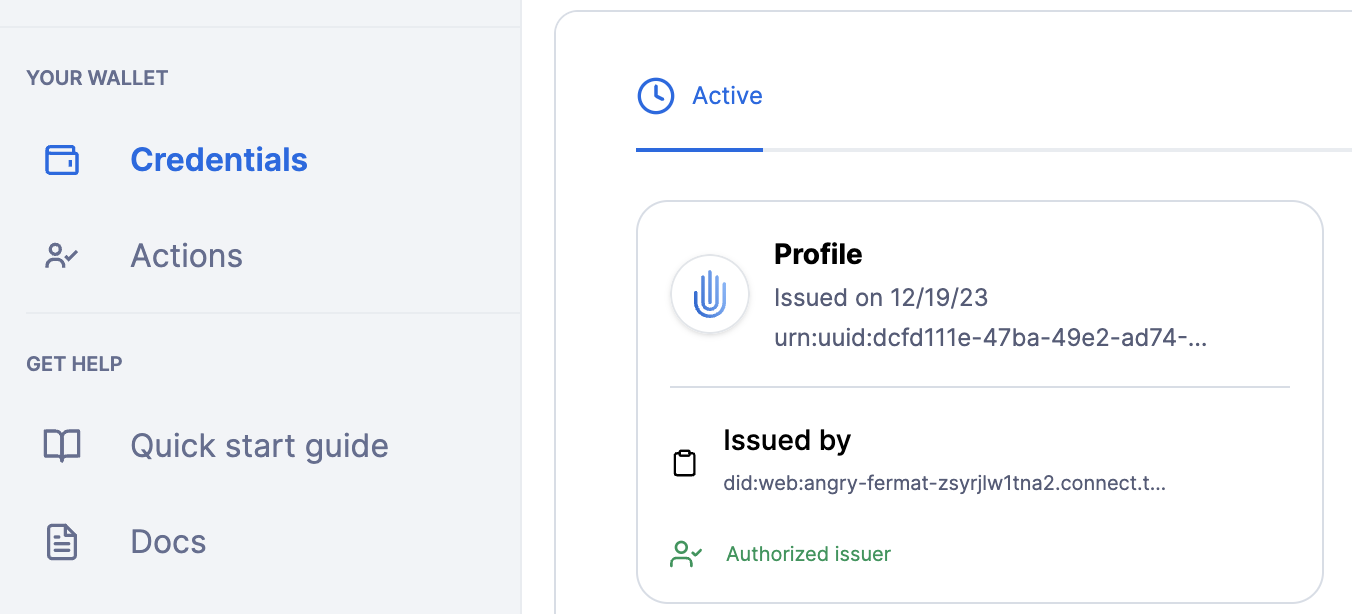 YOUR WALLET
Credentials
Actions
GET HELP
Quick start guide
Docs
Active
Profile
Issued on 12/19/23
urn:uuid:dcfd111e-47ba-49e2-ad74-...
Issued by
did:web:angry-fermat-zsyrjlw1tna2.connect.t...
Authorized issuer